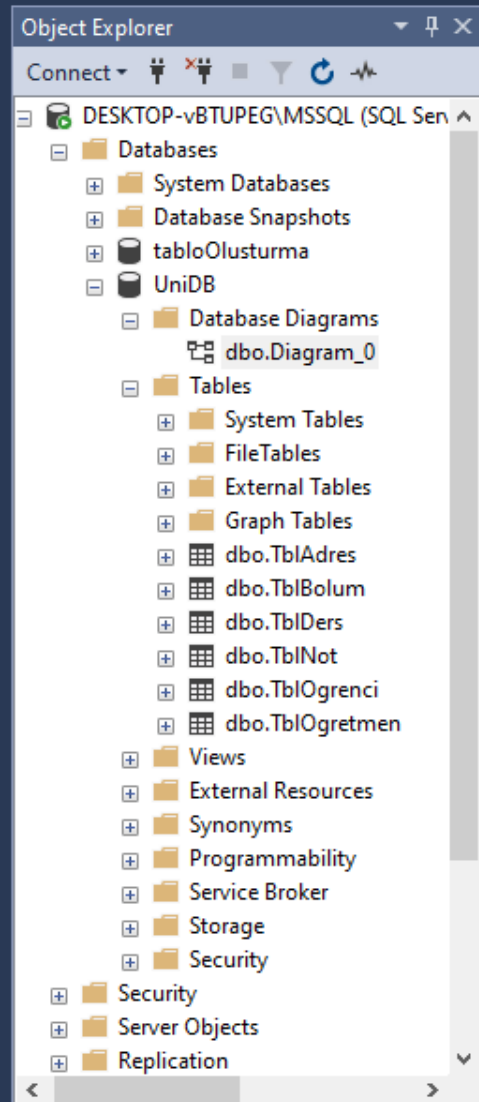 Object Explorer
Connect
DESKTOP-vBTUPEG\MSSQL (SQL Ser
Databases
System Databases
Database Snapshots
tabloOlusturma
UniDB
Database Diagrams
dbo.Diagram_0
Tables
System Tables
FileTables
External Tables
Graph Tables
dbo.TblAdres
dbo.TblBolum
dbo.TblDers
dbo.TblNot
dbo.TblOgrenci
dbo.TblOgretmen
Views
External Resources
Synonyms
Programmability
Service Broker
Storage
Security
Security
Server Objects
Replication